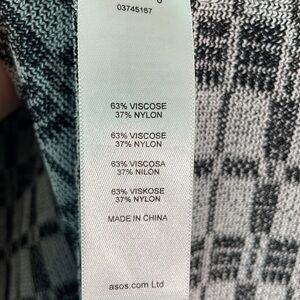 03745167
63% VISCOSE
37% NYLON
63% VISCOSE
37% NYLON
63% VISCOSA
37% NILÓN
63% VISKOSE
37% NYLON
MADE IN CHINA
asos.com Ltd